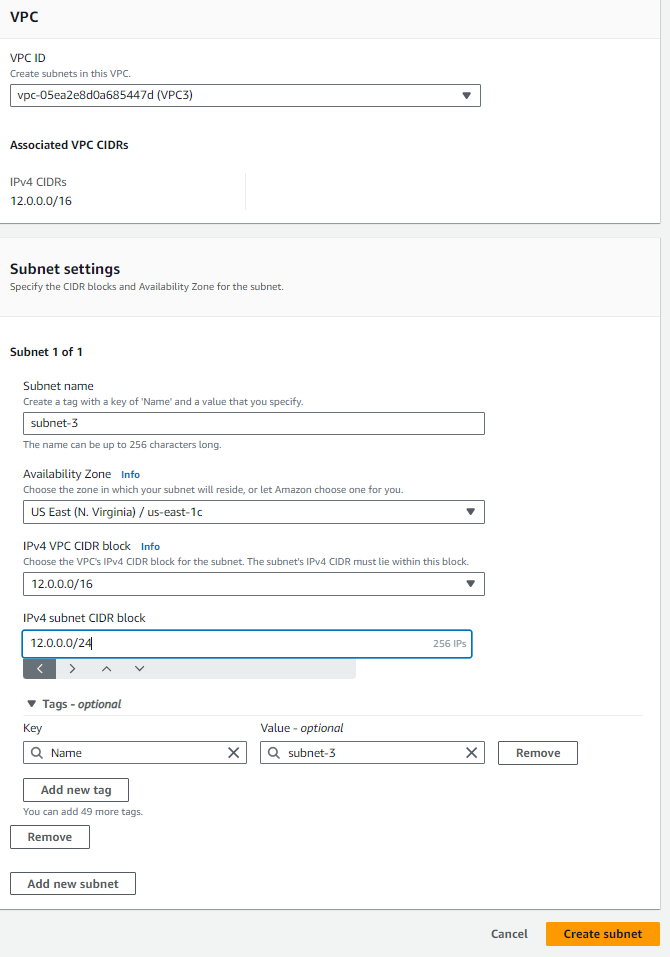 VPC
VPC ID
Create subnets in this VPC.
vpc-05ea2e8d0a685447d (VPC3)
Associated VPC CIDRs
IPv4 CIDRs
12.0.0.0/16
Subnet settings
Specify the CIDR blocks and Availability Zone for the subnet.
Subnet 1 of 1
Subnet name
Create a tag with a key of 'Name' and a value that you specify.
subnet-3
The name can be up to 256 characters long.
Availability Zone Info
Choose the zone in which your subnet will reside, or let Amazon choose one for you.
US East (N. Virginia) / us-east-1c
IPv4 VPC CIDR block Info
Choose the VPC's IPv4 CIDR block for the subnet. The subnet's IPv4 CIDR must lie within this block.
12.0.0.0/16
IPv4 subnet CIDR block
12.0.0.0/24 256 IPs
Tags - optional
Key Value - optional
Name subnet-3 Remove
Add new tag
You can add 49 more tags.
Remove
Add new subnet
Cancel Create subnet